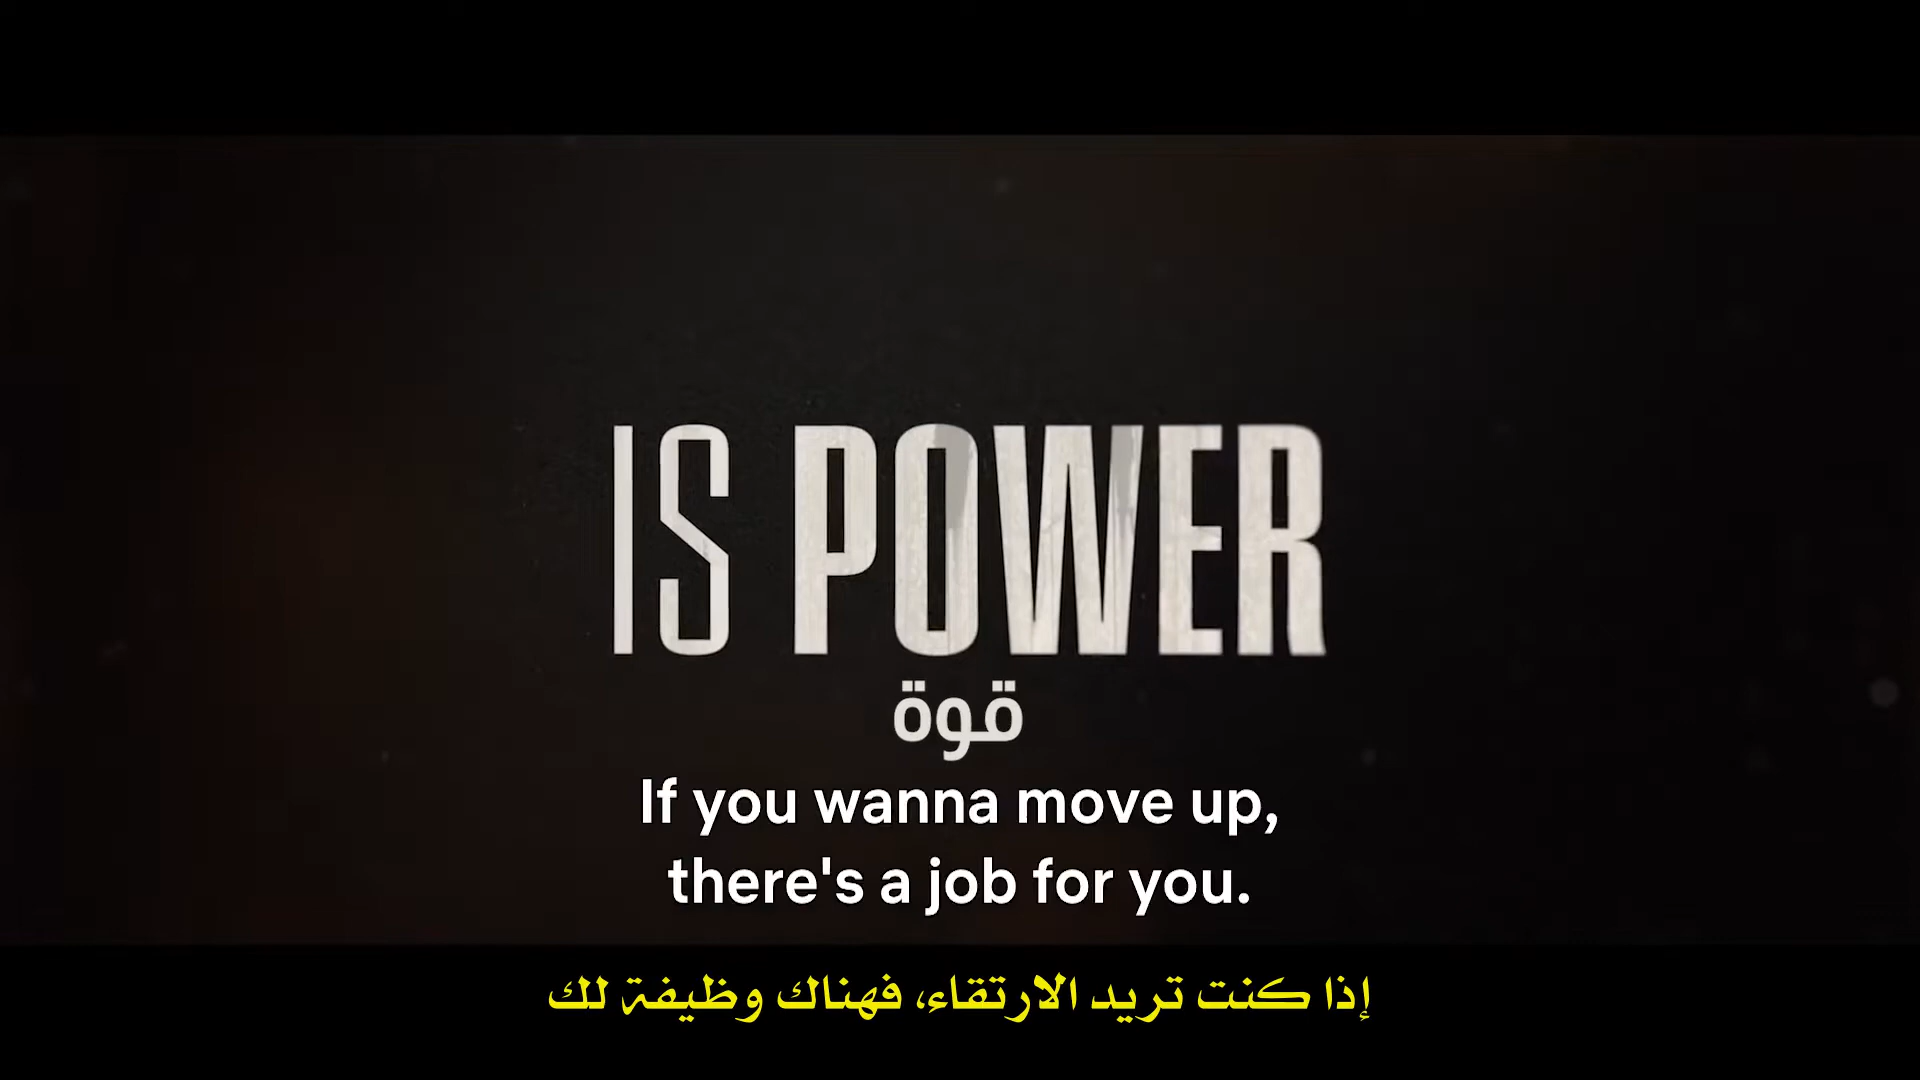 IS POWER
قوة
If you wanna move up,
there's a job for you.
إذا كنت تريد الارتقاء، فهناك وظيفة لك